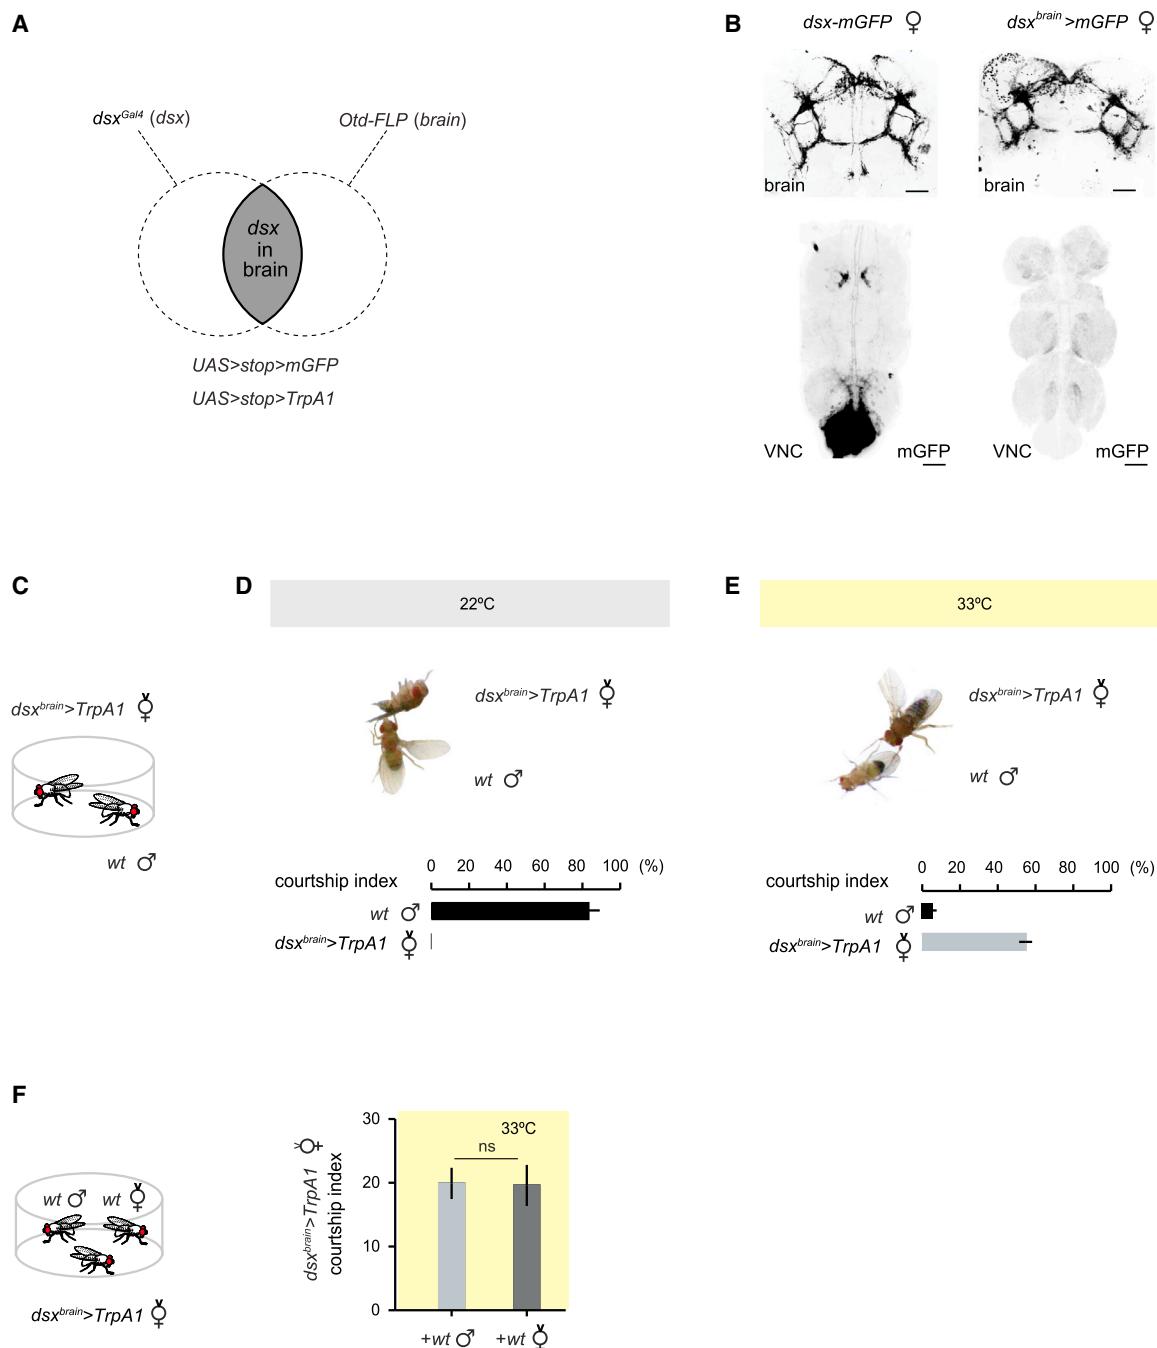 A
dsxGal4 (dsx)
Otd-FLP (brain)
dsx
in
brain
UAS>stop>mGFP
UAS>stop>TrpA1
B
dsx-mGFP ♀
dsxbrain>mGFP ♀
brain
brain
VNC
mGFP
VNC
mGFP
C
dsxbrain>TrpA1
wt ♂
D
22ºC
dsxbrain>TrpA1
wt ♂
0 20 40 60 80 100 (%)
courtship index
wt ♂
dsxbrain>TrpA1
E
33ºC
dsxbrain>TrpA1
wt ♂
0 20 40 60 80 100 (%)
courtship index
wt ♂
dsxbrain>TrpA1
F
wt ♂ wt
dsxbrain>TrpA1
dsxbrain>TrpA1
courtship index
30
20
10
0
33ºC
ns
+wt ♂
+wt